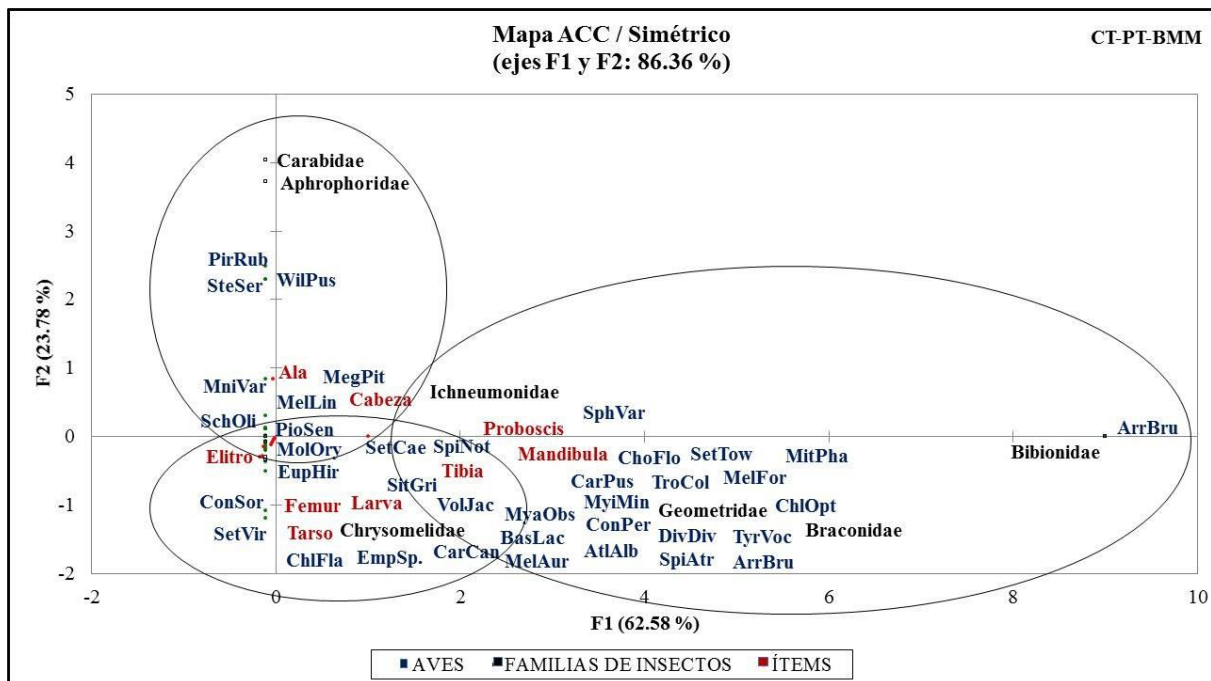 Mapa ACC / Simétrico
(ejes F1 y F2: 86.36 %)
CT-PT-BMM
F2 (23.78 %)
5
4
3
2
1
0
-1
-2
Carabidae
Aphrophoridae
PirRub
WilPus
SteSer
Ala
MegPit
MniVar
Cabeza
Ichneumonidae
MelLin
SphVar
SchOli
PioSen
Proboscis
ArrBru
MolOry
SetCae
SpiNot
Elitro
Mandibula
ChoFlo
SetTow
MitPha
Bibionidae
EupHir
Tibia
SitGri
CarPus
TroCol
MelFor
ConSor
Femur
Larva
VolJac
MyaObs
MyiMin
Geometridae
ChlOpt
SetVir
Tarso
Chrysomelidae
ConPer
BasLac
DivDiv
TyrVoc
Braconidae
ChlFla
EmpSp.
CarCan
MelAur
AtlAlb
SpiAtr
ArrBru
-2 0 2 4 6 8 10
F1 (62.58 %)
AVES FAMILIAS DE INSECTOS ÍTEMS